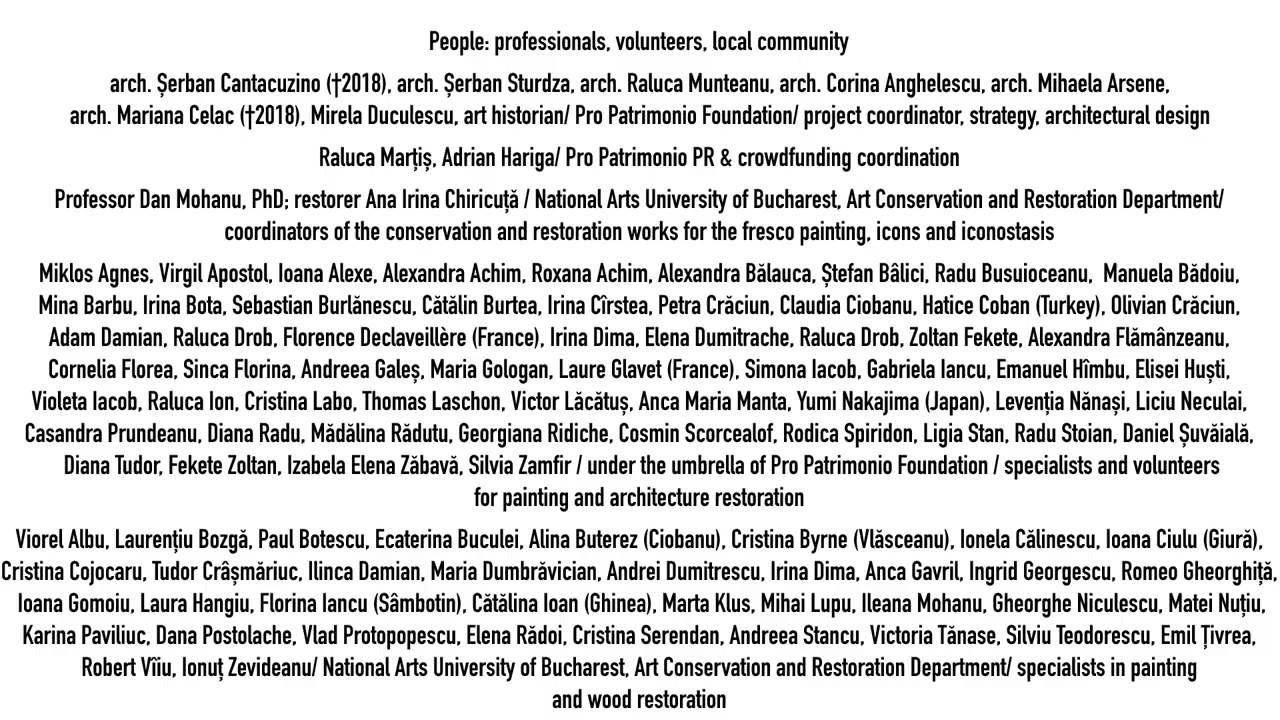 People: professionals, volunteers, local community
arch. Șerban Cantacuzino (†2018), arch. Șerban Sturdza, arch. Raluca Munteanu, arch. Corina Anghelescu, arch. Mihaela Arsene,
arch. Mariana Celac (†2018), Mirela Duculescu, art historian/ Pro Patrimonio Foundation/ project coordinator, strategy, architectural design
Raluca Marțiș, Adrian Hariga/ Pro Patrimonio PR & crowdfunding coordination
Professor Dan Mohanu, PhD; restorer Ana Irina Chiricuță / National Arts University of Bucharest, Art Conservation and Restoration Department/
coordinators of the conservation and restoration works for the fresco painting, icons and iconostasis
Miklos Agnes, Virgil Apostol, Ioana Alexe, Alexandra Achim, Roxana Achim, Alexandra Bălauca, Ștefan Bâlici, Radu Busuioceanu, Manuela Bădoiu,
Mina Barbu, Irina Bota, Sebastian Burlănescu, Cătălin Burtea, Irina Cîrstea, Petra Crăciun, Claudia Ciobanu, Hatice Coban (Turkey), Olivian Crăciun,
Adam Damian, Raluca Drob, Florence Declaveillère (France), Irina Dima, Elena Dumitrache, Raluca Drob, Zoltan Fekete, Alexandra Flămânzeanu,
Cornelia Florea, Sinca Florina, Andreea Galeș, Maria Gologan, Laure Glavet (France), Simona Iacob, Gabriela Iancu, Emanuel Hîmbu, Elisei Huști,
Violeta Iacob, Raluca Ion, Cristina Labo, Thomas Laschon, Victor Lăcătuș, Anca Maria Manta, Yumi Nakajima (Japan), Levenția Nănași, Liciu Neculai,
Casandra Prundeanu, Diana Radu, Mădălina Rădutu, Georgiana Ridiche, Cosmin Scorcealof, Rodica Spiridon, Ligia Stan, Radu Stoian, Daniel Șuvăială,
Diana Tudor, Fekete Zoltan, Izabela Elena Zăbavă, Silvia Zamfir / under the umbrella of Pro Patrimonio Foundation / specialists and volunteers
for painting and architecture restoration
Viorel Albu, Laurențiu Bozgă, Paul Botescu, Ecaterina Buculei, Alina Buterez (Ciobanu), Cristina Byrne (Vlăsceanu), Ionela Călinescu, Ioana Ciulu (Giură),
Cristina Cojocaru, Tudor Crâșmăriuc, Ilinca Damian, Maria Dumbrăvician, Andrei Dumitrescu, Irina Dima, Anca Gavril, Ingrid Georgescu, Romeo Gheorghiță,
Ioana Gomoiu, Laura Hangiu, Florina Iancu (Sâmbotin), Cătălina Ioan (Ghinea), Marta Klus, Mihai Lupu, Ileana Mohanu, Gheorghe Niculescu, Matei Nuțiu,
Karina Paviliuc, Dana Postolache, Vlad Protopopescu, Elena Rădoi, Cristina Serendan, Andreea Stancu, Victoria Tănase, Silviu Teodorescu, Emil Țivrea,
Robert Vîiu, Ionuț Zevideanu/ National Arts University of Bucharest, Art Conservation and Restoration Department/ specialists in painting
and wood restoration